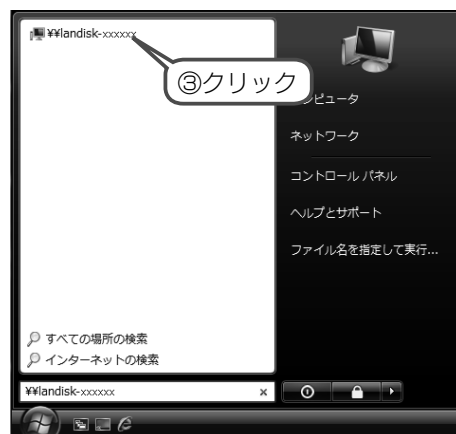 ¥¥landisk-xxxxxx
③クリック
コンピュータ
ネットワーク
コントロール パネル
ヘルプとサポート
ファイル名を指定して実行...
すべての場所の検索
インターネットの検索
¥¥landisk-xxxxxx